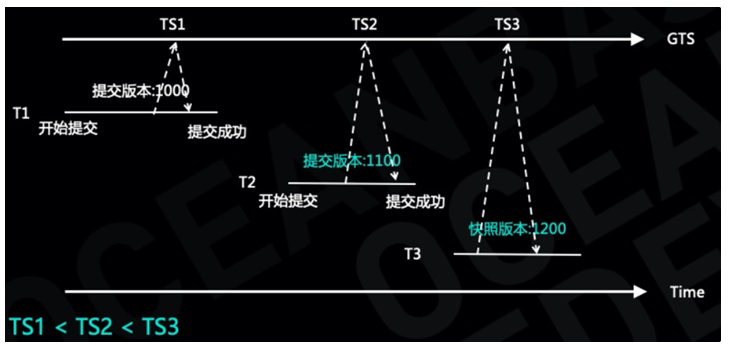 TS1 TS2 TS3
GTS
提交版本:1000
T1
开始提交 提交成功
提交版本:1100
T2
开始提交 提交成功
快照版本:1200
T3
Time
TS1 < TS2 < TS3
OCEANBASE